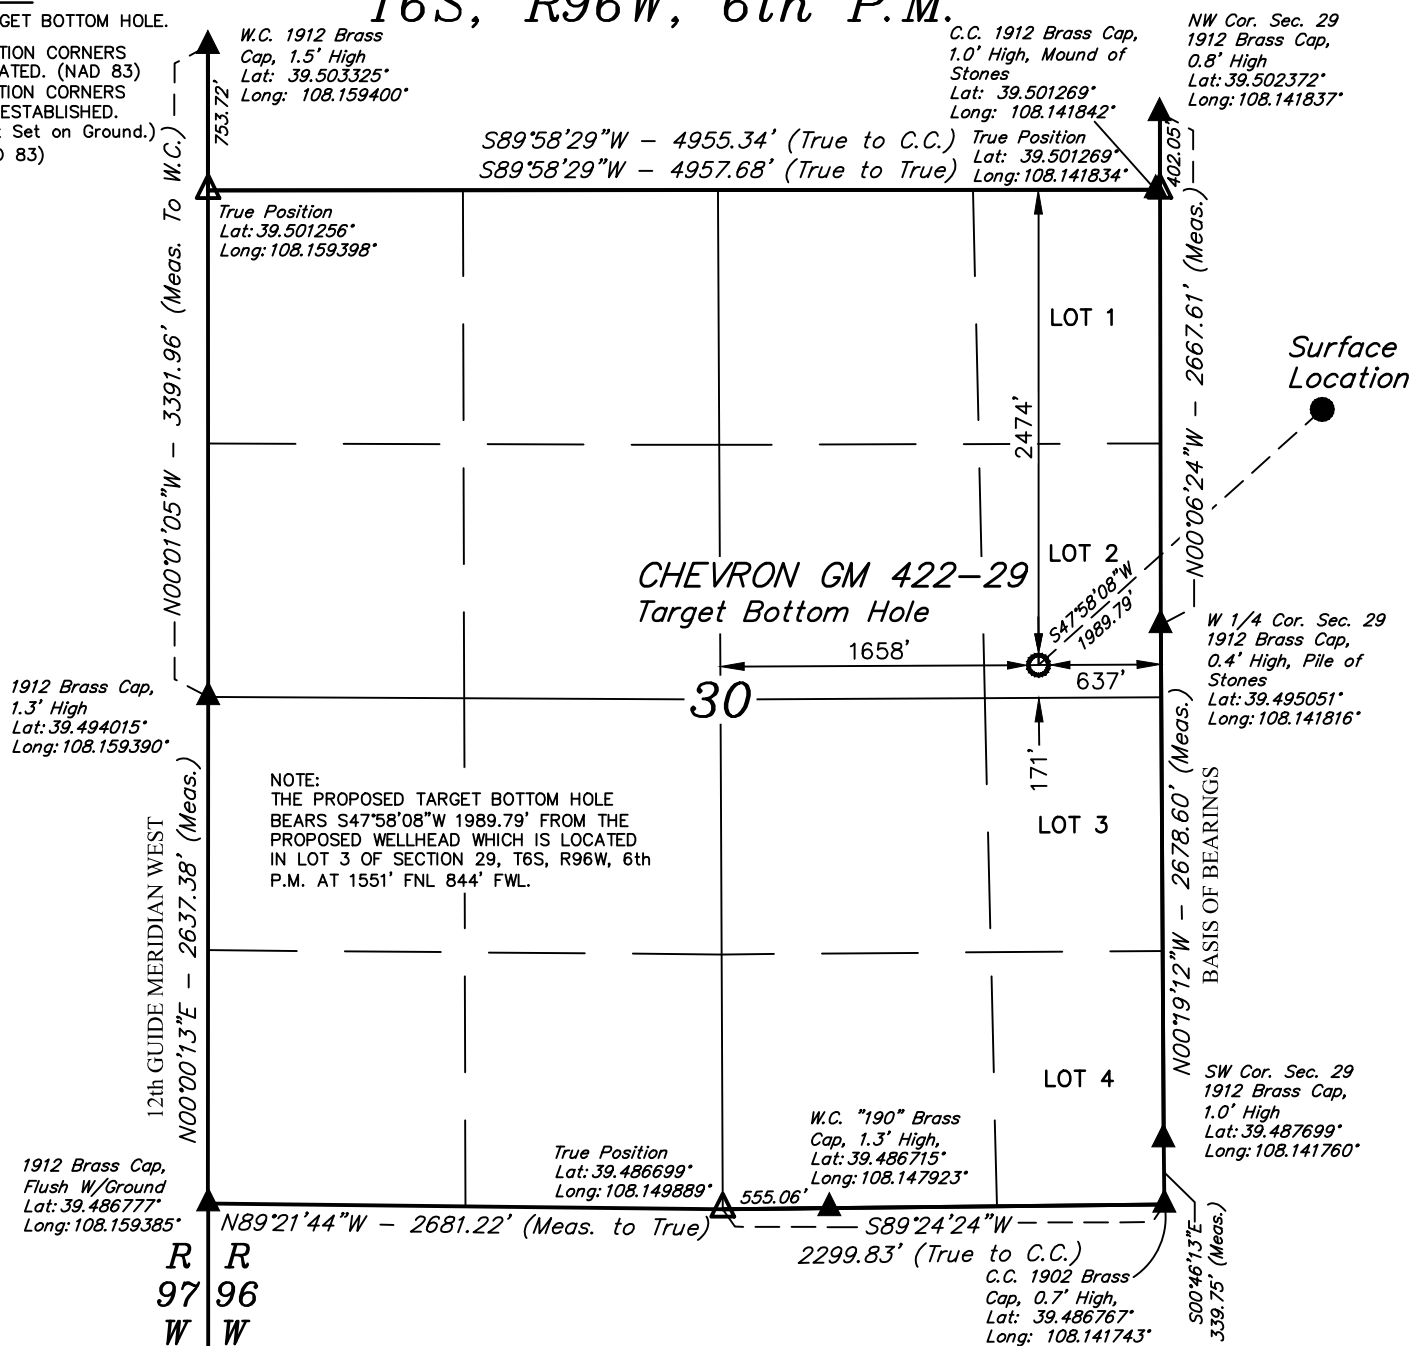 T6S, R96W, 6th P.M.
GET BOTTOM HOLE.
TION CORNERS
ATED. (NAD 83)
TION CORNERS
ESTABLISHED.
Set on Ground.)
83)
W.C. 1912 Brass
Cap, 1.5' High
Lat: 39.503325°
Long: 108.159400°
753.72'
C.C. 1912 Brass Cap,
1.0' High, Mound of
Stones
Lat: 39.501269°
Long: 108.141842°
NW Cor. Sec. 29
1912 Brass Cap,
0.8' High
Lat: 39.502372°
Long: 108.141837°
S89°58'29"W - 4955.34' (True to C.C.)
S89°58'29"W - 4957.68' (True to True)
True Position
Lat: 39.501269°
Long: 108.141834°
402.05'
True Position
Lat: 39.501256°
Long: 108.159398°
N00°01'05"W - 3391.96' (Meas. To W.C.)
N00°06'24"W - 2667.61' (Meas.)
LOT 1
2474'
Surface
Location
LOT 2
CHEVRON GM 422-29
Target Bottom Hole
S47°58'08"W
1989.79'
1658'
637'
W 1/4 Cor. Sec. 29
1912 Brass Cap,
0.4' High, Pile of
Stones
Lat: 39.495051°
Long: 108.141816°
1912 Brass Cap,
1.3' High
Lat: 39.494015°
Long: 108.159390°
30
171'
NOTE:
THE PROPOSED TARGET BOTTOM HOLE
BEARS S47°58'08"W 1989.79' FROM THE
PROPOSED WELLHEAD WHICH IS LOCATED
IN LOT 3 OF SECTION 29, T6S, R96W, 6th
P.M. AT 1551' FNL 844' FWL.
LOT 3
12th GUIDE MERIDIAN WEST
N00°00'13"E - 2637.38' (Meas.)
N00°19'12"W - 2678.60' (Meas.)
BASIS OF BEARINGS
LOT 4
SW Cor. Sec. 29
1912 Brass Cap,
1.0' High
Lat: 39.487699°
Long: 108.141760°
W.C. "190" Brass
Cap, 1.3' High,
Lat: 39.486715°
Long: 108.147923°
True Position
Lat: 39.486699°
Long: 108.149889°
555.06'
1912 Brass Cap,
Flush W/Ground
Lat: 39.486777°
Long: 108.159385°
N89°21'44"W - 2681.22' (Meas. to True)
S89°24'24"W
2299.83' (True to C.C.)
S00°46'13"E
339.75' (Meas.)
C.C. 1902 Brass
Cap, 0.7' High,
Lat: 39.486767°
Long: 108.141743°
R R
97 96
W W